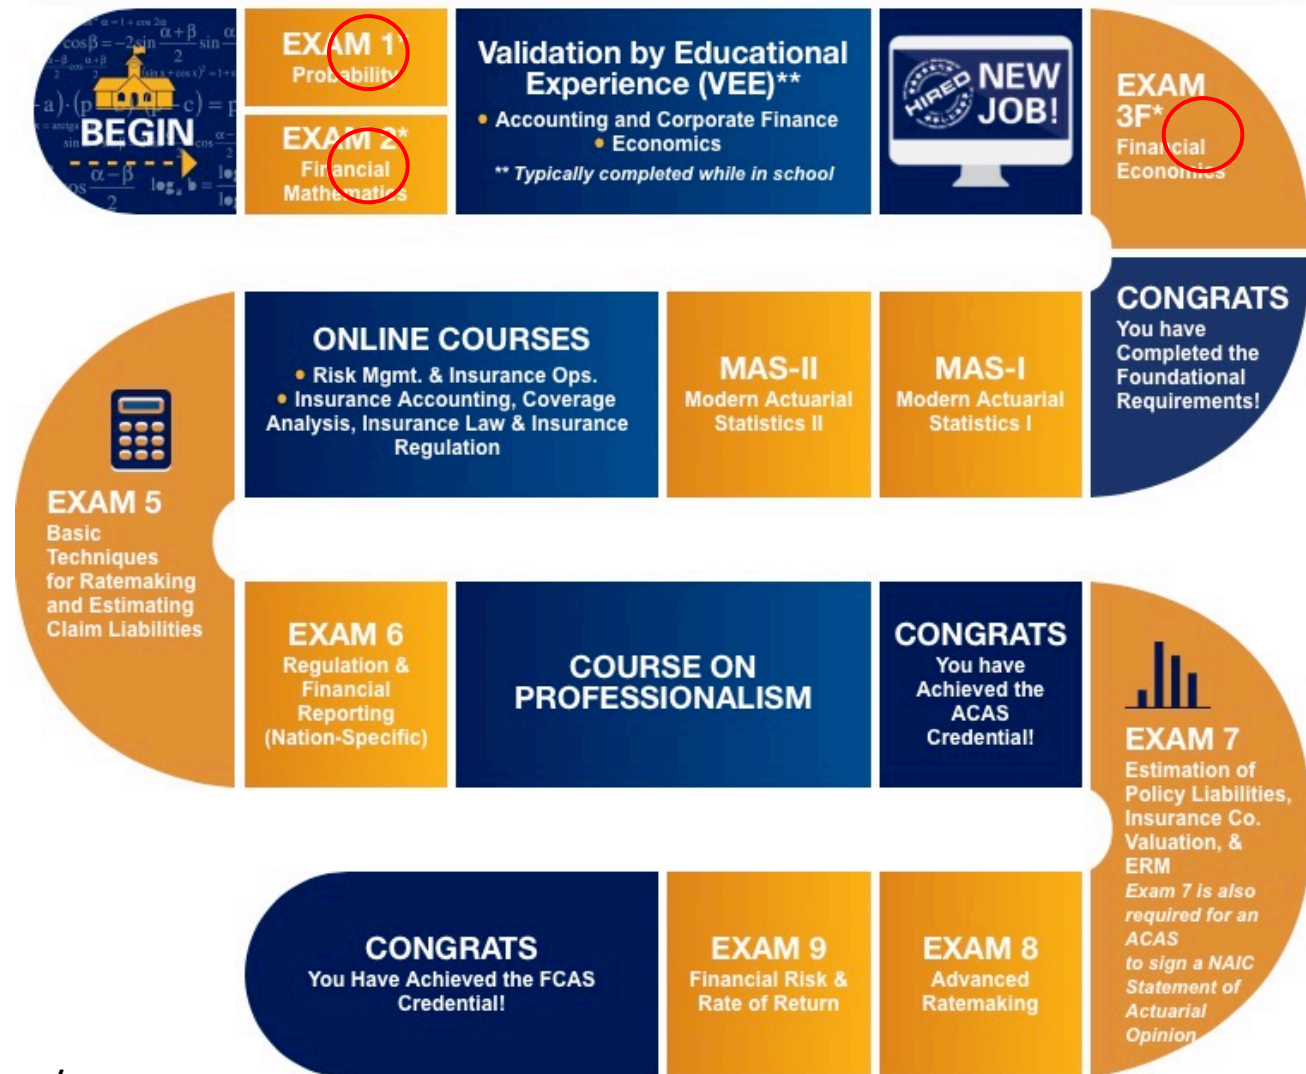 BEGIN
EXAM 1*
Probability
EXAM 2*
Financial
Mathematics
Validation by Educational
Experience (VEE)**
• Accounting and Corporate Finance
• Economics
** Typically completed while in school
HIRED
NEW
JOB!
EXAM
3F*
Financial
Economics
CONGRATS
You have
Completed the
Foundational
Requirements!
MAS-I
Modern Actuarial
Statistics I
MAS-II
Modern Actuarial
Statistics II
ONLINE COURSES
• Risk Mgmt. & Insurance Ops.
• Insurance Accounting, Coverage
Analysis, Insurance Law & Insurance
Regulation
EXAM 5
Basic
Techniques
for Ratemaking
and Estimating
Claim Liabilities
EXAM 6
Regulation &
Financial
Reporting
(Nation-Specific)
COURSE ON
PROFESSIONALISM
CONGRATS
You have
Achieved the
ACAS
Credential!
EXAM 7
Estimation of
Policy Liabilities,
Insurance Co.
Valuation, &
ERM
Exam 7 is also
required for an
ACAS
to sign a NAIC
Statement of
Actuarial
Opinion
EXAM 8
Advanced
Ratemaking
EXAM 9
Financial Risk &
Rate of Return
CONGRATS
You Have Achieved the FCAS
Credential!